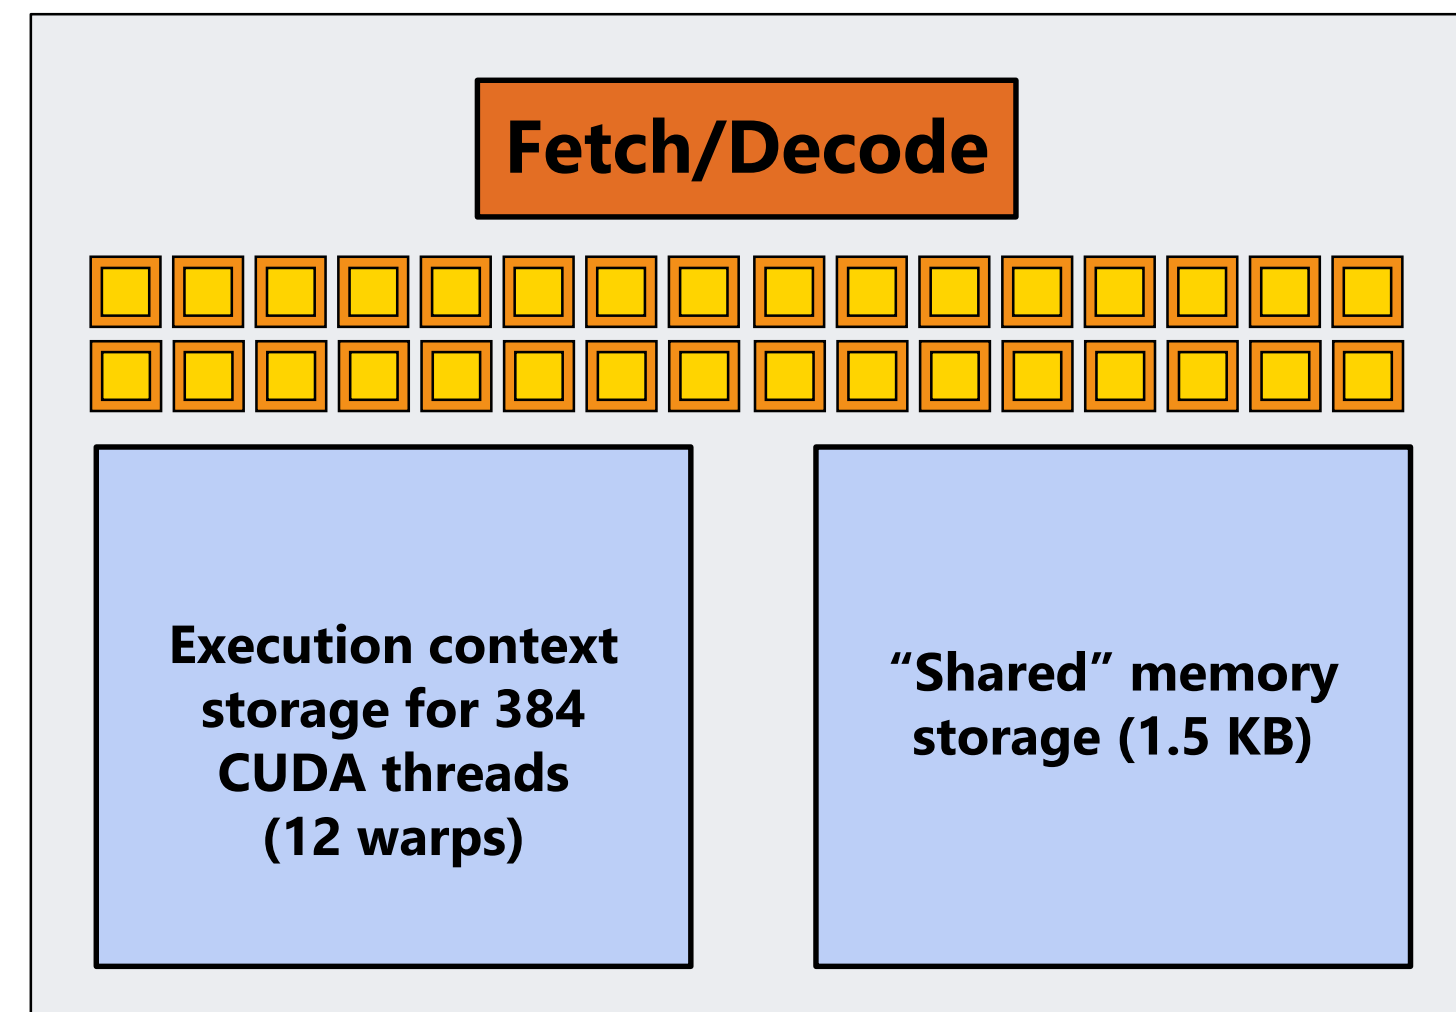 Fetch/Decode
Execution context
storage for 384
CUDA threads
(12 warps)
“Shared” memory
storage (1.5 KB)